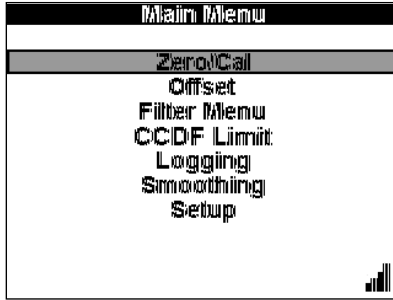 Main Menu
Zero/Cal
Offset
Filter Menu
CCDF Limit
Logging
Smoothing
Setup